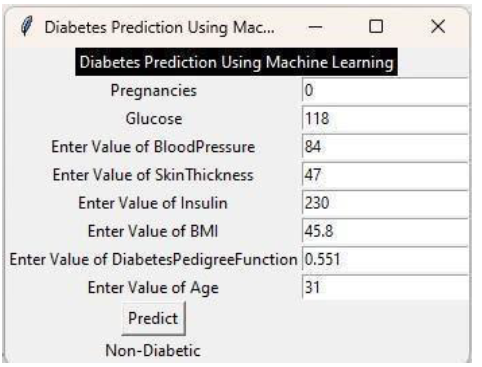 Diabetes Prediction Using Mac...
Diabetes Prediction Using Machine Learning
Pregnancies 0
Glucose 118
Enter Value of BloodPressure 84
Enter Value of SkinThickness 47
Enter Value of Insulin 230
Enter Value of BMI 45.8
Enter Value of DiabetesPedigreeFunction 0.551
Enter Value of Age 31
Predict
Non-Diabetic